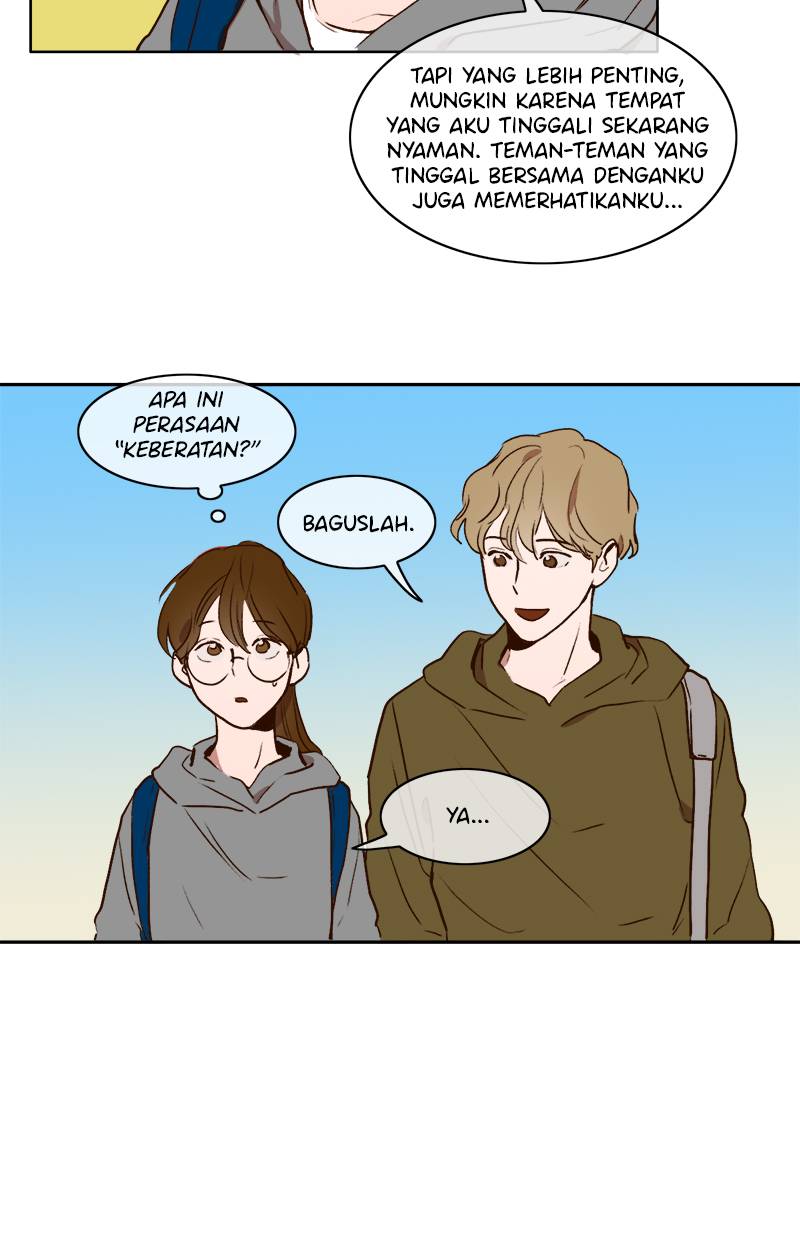 TAPI YANG LEBIH PENTING,
MUNGKIN KARENA TEMPAT
YANG AKU TINGGALI SEKARANG
NYAMAN. TEMAN-TEMAN YANG
TINGGAL BERSAMA DENGANKU
JUGA MEMERHATIKANKU...
APA INI
PERASAAN
“KEBERATAN?”
BAGUSLAH.
YA...